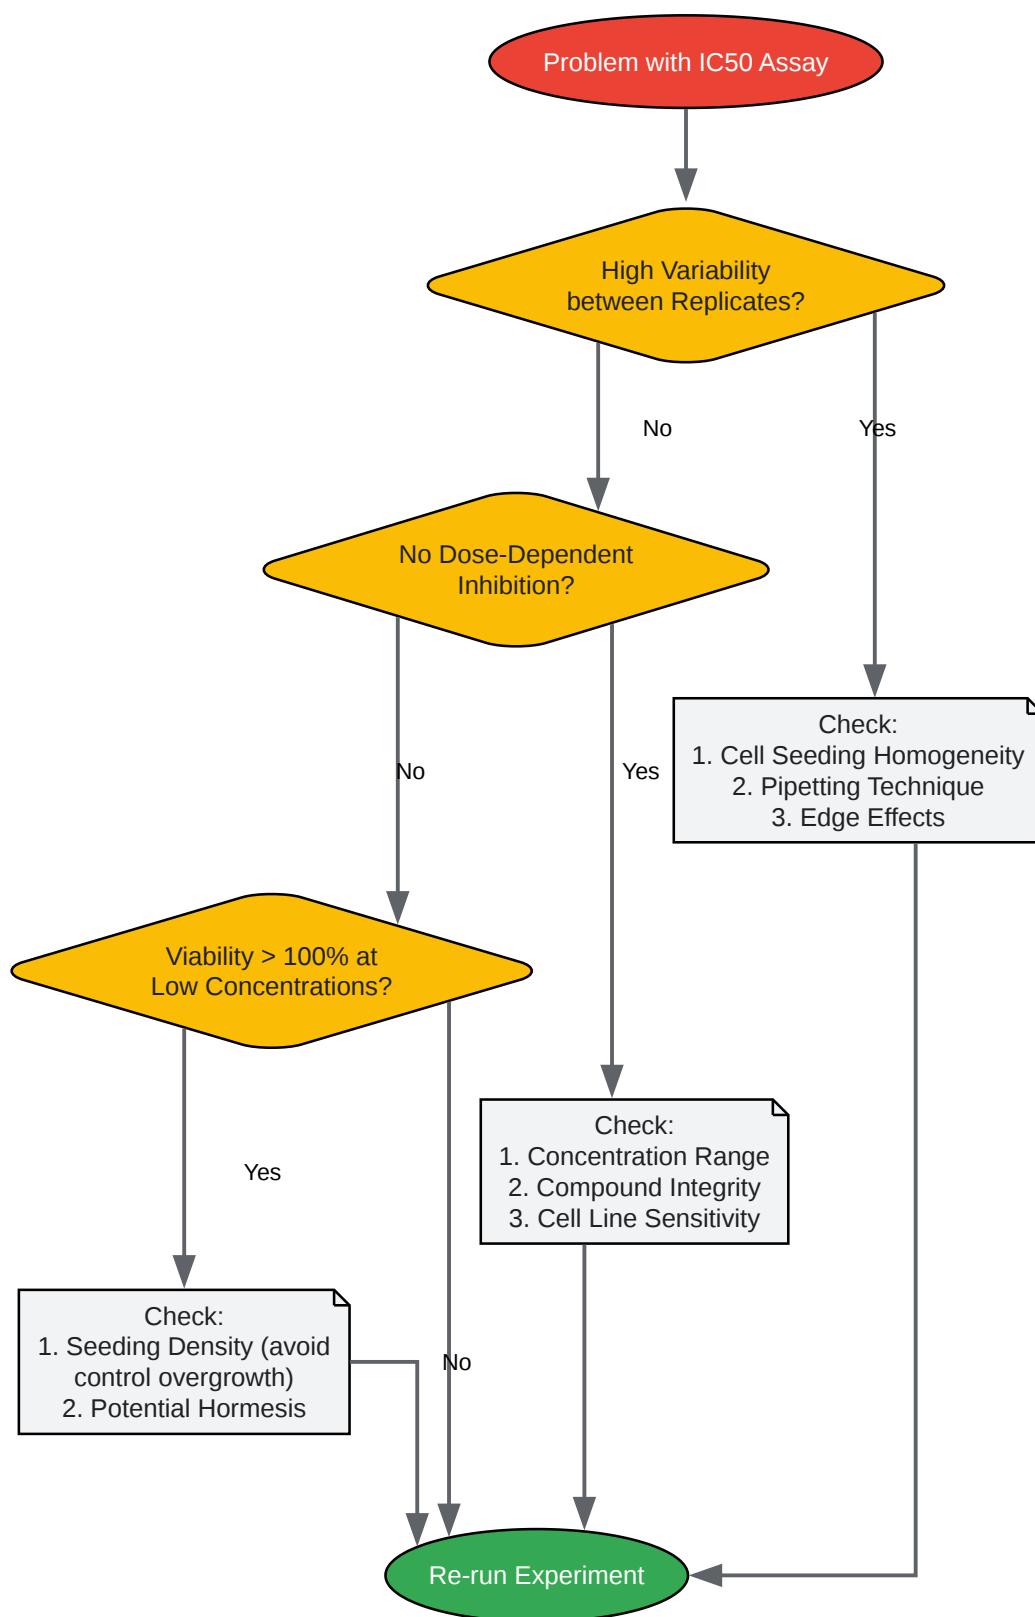 Problem with IC50 Assay
High Variability
between Replicates?
No
Yes
No Dose-Dependent
Inhibition?
No
Yes
Check:
1. Cell Seeding Homogeneity
2. Pipetting Technique
3. Edge Effects
Viability > 100% at
Low Concentrations?
Check:
1. Concentration Range
2. Compound Integrity
3. Cell Line Sensitivity
Yes
No
Check:
1. Seeding Density (avoid
control overgrowth)
2. Potential Hormesis
Re-run Experiment